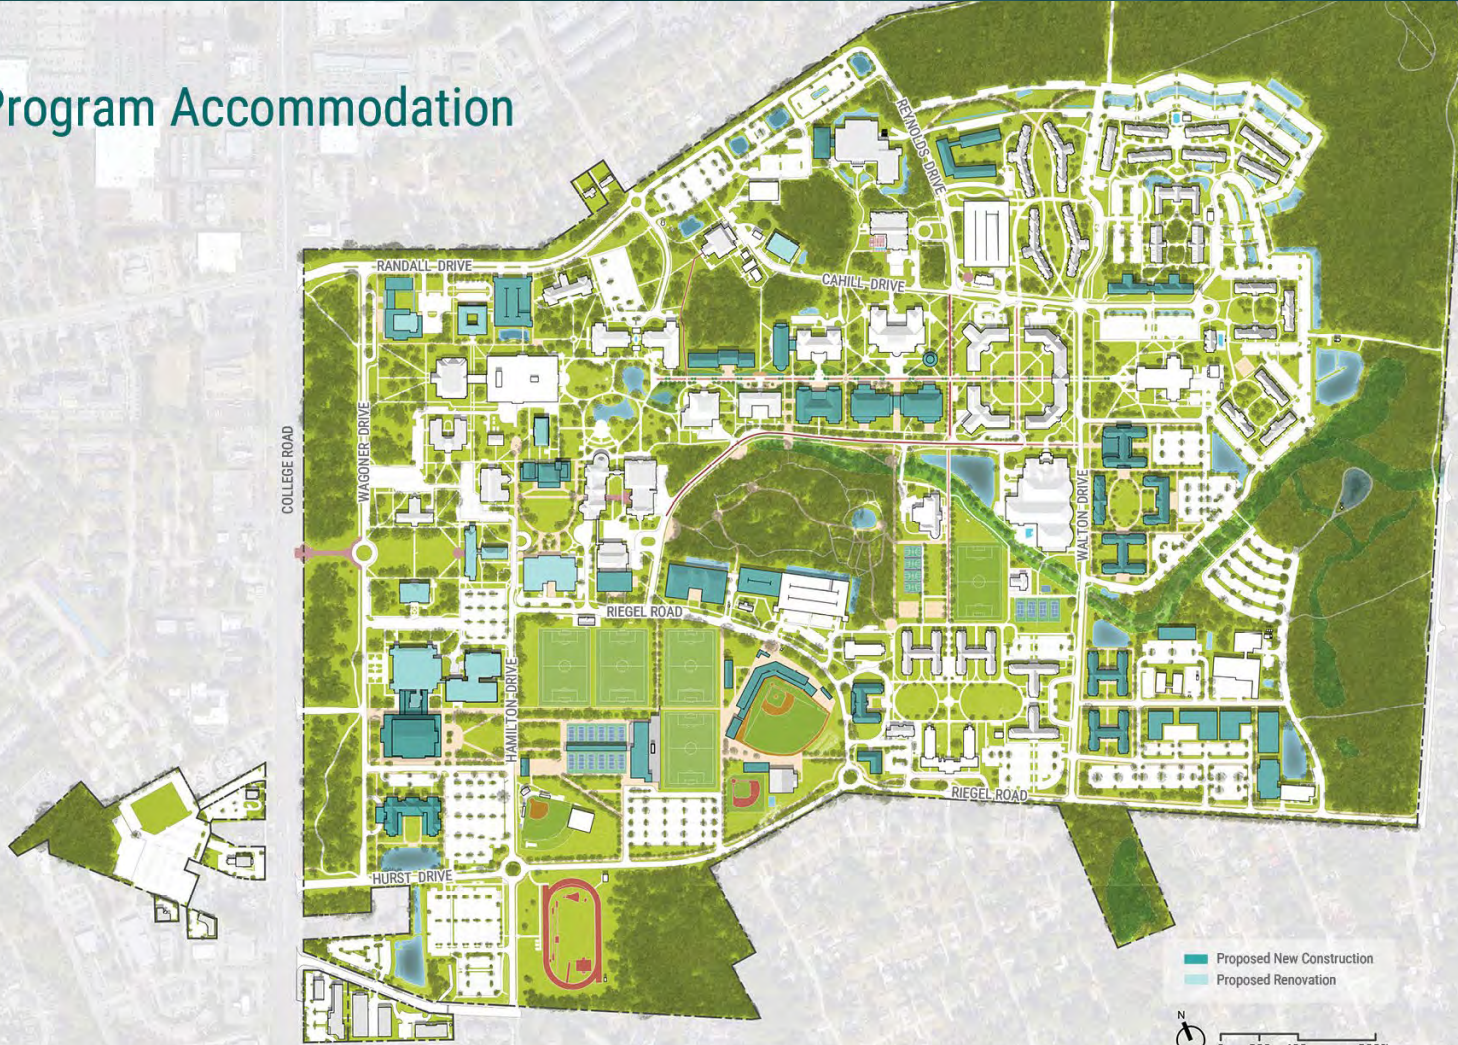 Program Accommodation
REYNOLDS DRIVE
RANDALL DRIVE
CAHILL DRIVE
COLLEGE ROAD
WAGONER DRIVE
WALTON DRIVE
RIEGEL ROAD
HAMILTON DRIVE
RIEGEL ROAD
HURST DRIVE
Proposed New Construction
Proposed Renovation
N